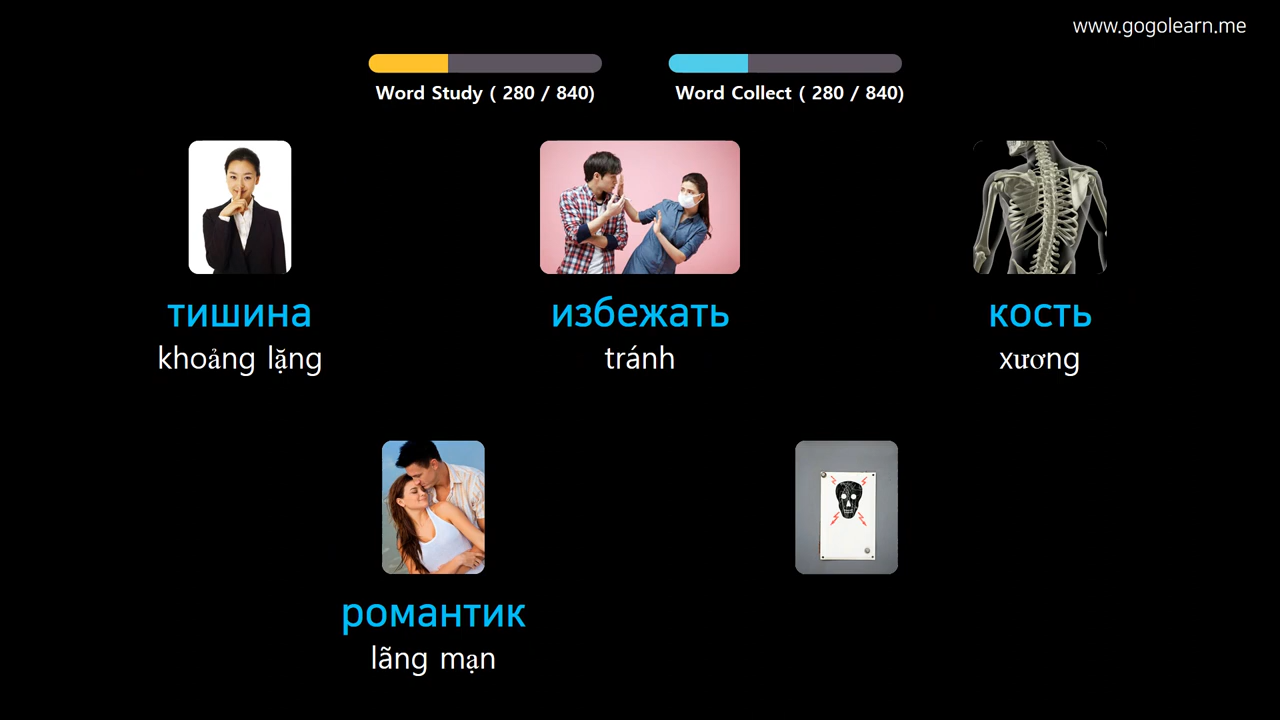 www.gogolearn.me
Word Study ( 280 / 840)
Word Collect ( 280 / 840)
тишина
khoảng lặng
избежать
tránh
кость
xương
романтик
lãng mạn